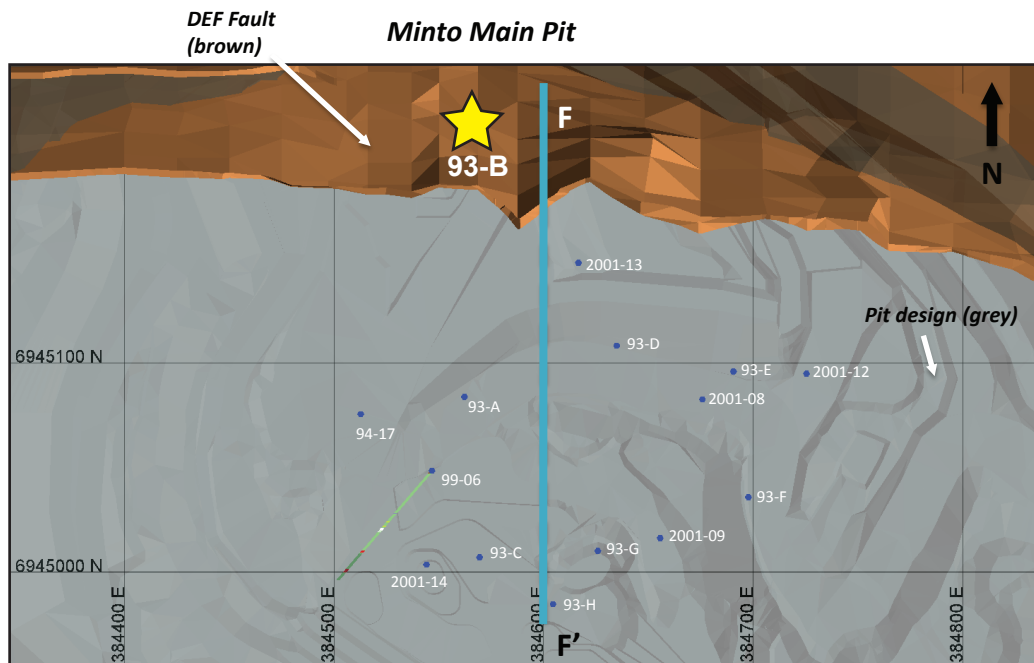 DEF Fault
(brown)
Minto Main Pit
F
93-B
N
2001-13
Pit design (grey)
93-D
6945100 N
93-E
2001-12
2001-08
93-A
94-17
99-06
93-F
2001-09
93-G
93-C
6945000 N
2001-14
93-H
384400 E
384500 E
384600 E
384700 E
384800 E
F’